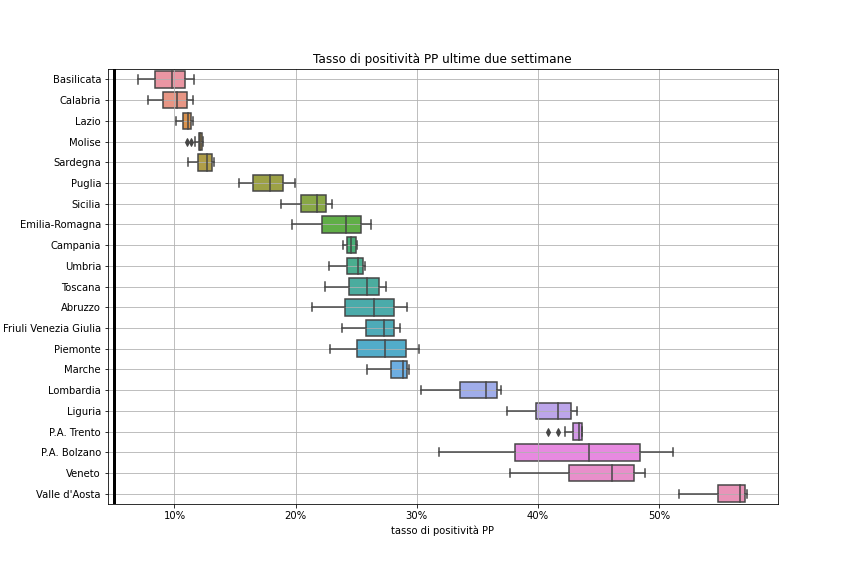 Tasso di positività PP ultime due settimane
Basilicata
Calabria
Lazio
Molise
Sardegna
Puglia
Sicilia
Emilia-Romagna
Campania
Umbria
Toscana
Abruzzo
Friuli Venezia Giulia
Piemonte
Marche
Lombardia
Liguria
P.A. Trento
P.A. Bolzano
Veneto
Valle d'Aosta
10% 20% 30% 40% 50%
tasso di positività PP